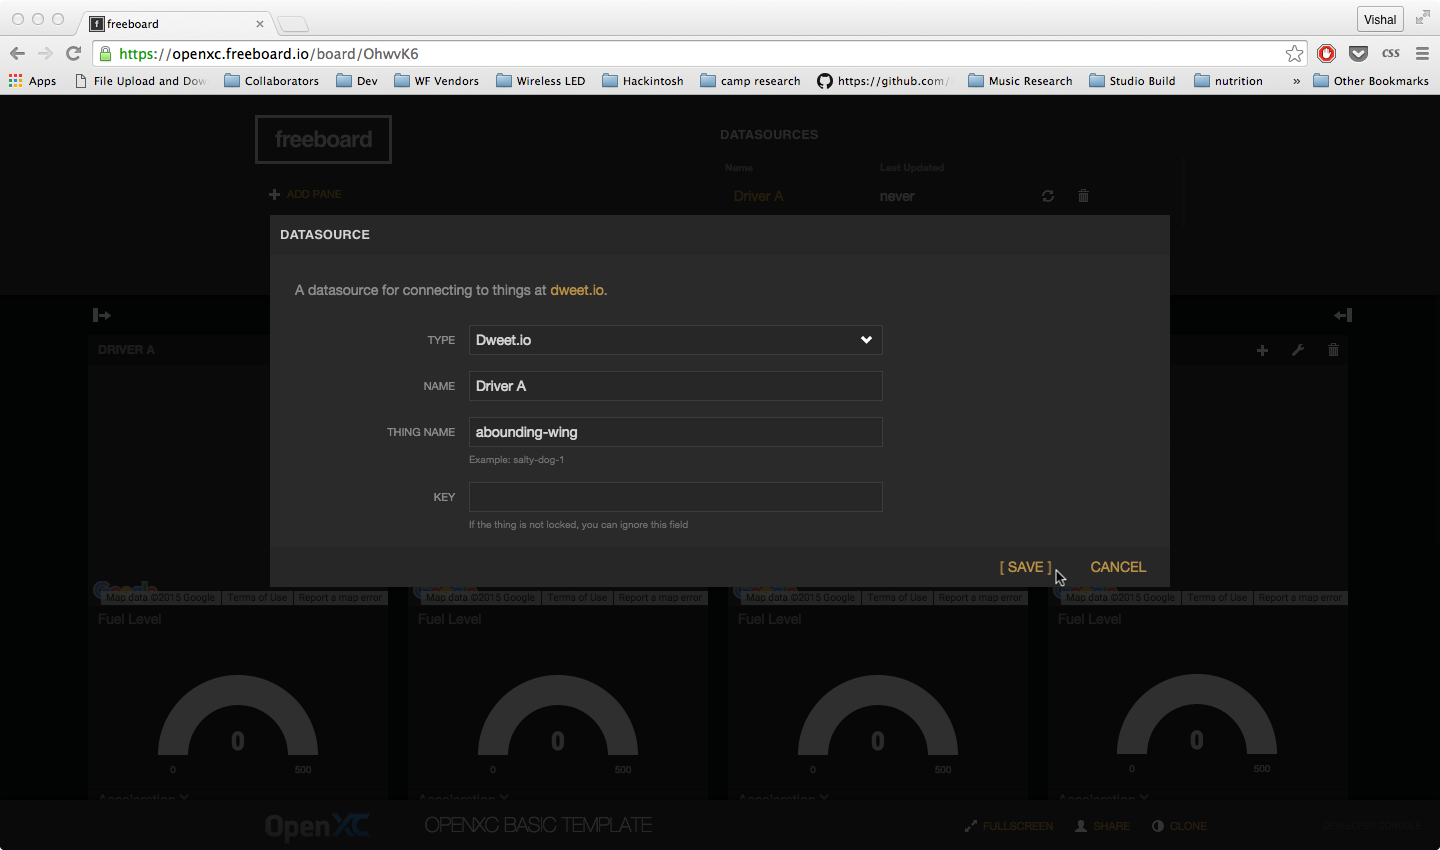 freeboard
Vishal
https://openxc.freeboard.io/board/OhwvK6
Apps File Upload and Dow Collaborators Dev WF Vendors Wireless LED Hackintosh camp research https://github.com/ Music Research Studio Build nutrition » Other Bookmarks
freeboard
DATASOURCES
Name Last Updated
ADD PANE
Driver A never
DATASOURCE
A datasource for connecting to things at dweet.io.
DRIVER A
TYPE Dweet.io
NAME Driver A
THING NAME abounding-wing
Example: salty-dog-1
KEY
If the thing is not locked, you can ignore this field
[ SAVE ] CANCEL
Google
Map data ©2015 Google Terms of Use Report a map error Map data ©2015 Google Terms of Use Report a map error Map data ©2015 Google Terms of Use Report a map error Map data ©2015 Google Terms of Use Report a map error
Fuel Level Fuel Level Fuel Level Fuel Level
0 0 0 0
0 500 0 500 0 500 0 500
Acceleration X Acceleration X Acceleration X Acceleration X
OpenXC OPENXC BASIC TEMPLATE FULLSCREEN SHARE CLONE